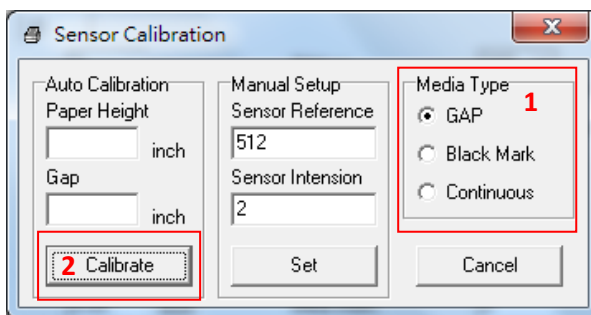 Sensor Calibration
Auto Calibration
Paper Height
inch
Gap
inch
2 Calibrate
Manual Setup
Sensor Reference
512
Sensor Intension
2
Set
Media Type
1
GAP
Black Mark
Continuous
Cancel